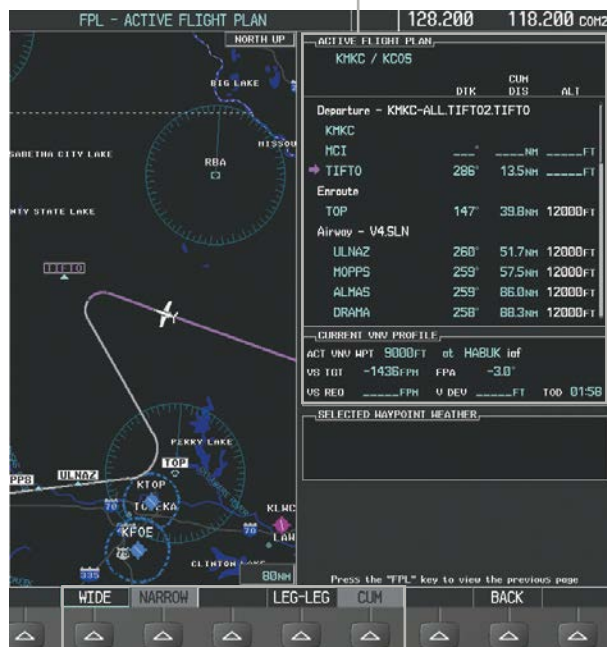 FPL - ACTIVE FLIGHT PLAN
128.200 118.200 COM2
NORTH UP
BIG LAKE
MISSOU
RBA
SABETHA CITY LAKE
NTY STATE LAKE
TIFTO
PERRY LAKE
TOP
PPS
ULNAZ
KTOP
70
KLWC
70
LAW
KFOE
CLINTON LAKE
335
80NM
ACTIVE FLIGHT PLAN
KMKC / KCOS
CUM
DTK DIS ALT
Departure - KMKC-ALL.TIFTO2.TIFTO
KMKC
MCI ___° ____NM _____FT
TIFTO 286° 13.5NM _____FT
Enroute
TOP 147° 39.8NM 12000FT
Airway - V4.SLN
ULNAZ 260° 51.7NM 12000FT
MOPPS 259° 57.5NM 12000FT
ALMAS 259° 86.0NM 12000FT
DRAMA 258° 88.3NM 12000FT
CURRENT VNV PROFILE
ACT VNV WPT 9000FT at HABUK iaf
VS TGT -1436FPM FPA -3.0°
VS REQ _____FPM V DEV _____FT TOD 01:58
SELECTED WAYPOINT WEATHER
Press the "FPL" key to view the previous page
WIDE NARROW LEG-LEG CUM BACK